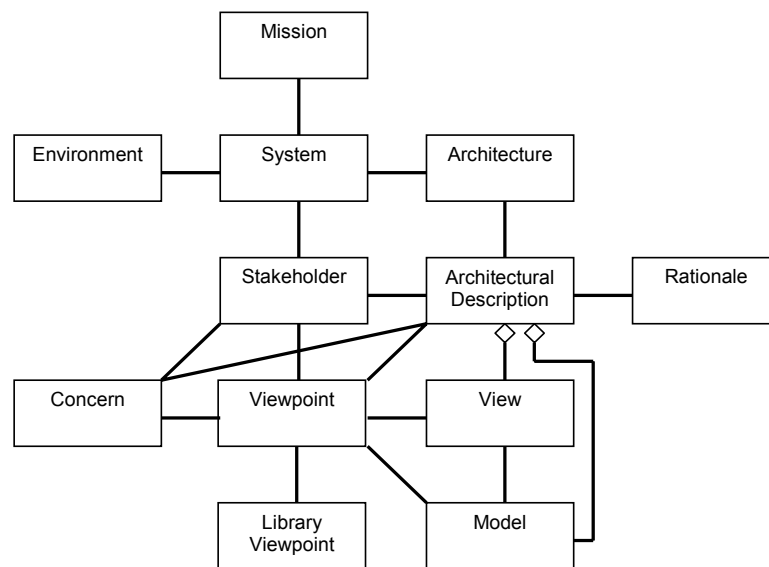 Mission
Environment
System
Architecture
Stakeholder
Architectural
Description
Rationale
Concern
Viewpoint
View
Library
Viewpoint
Model